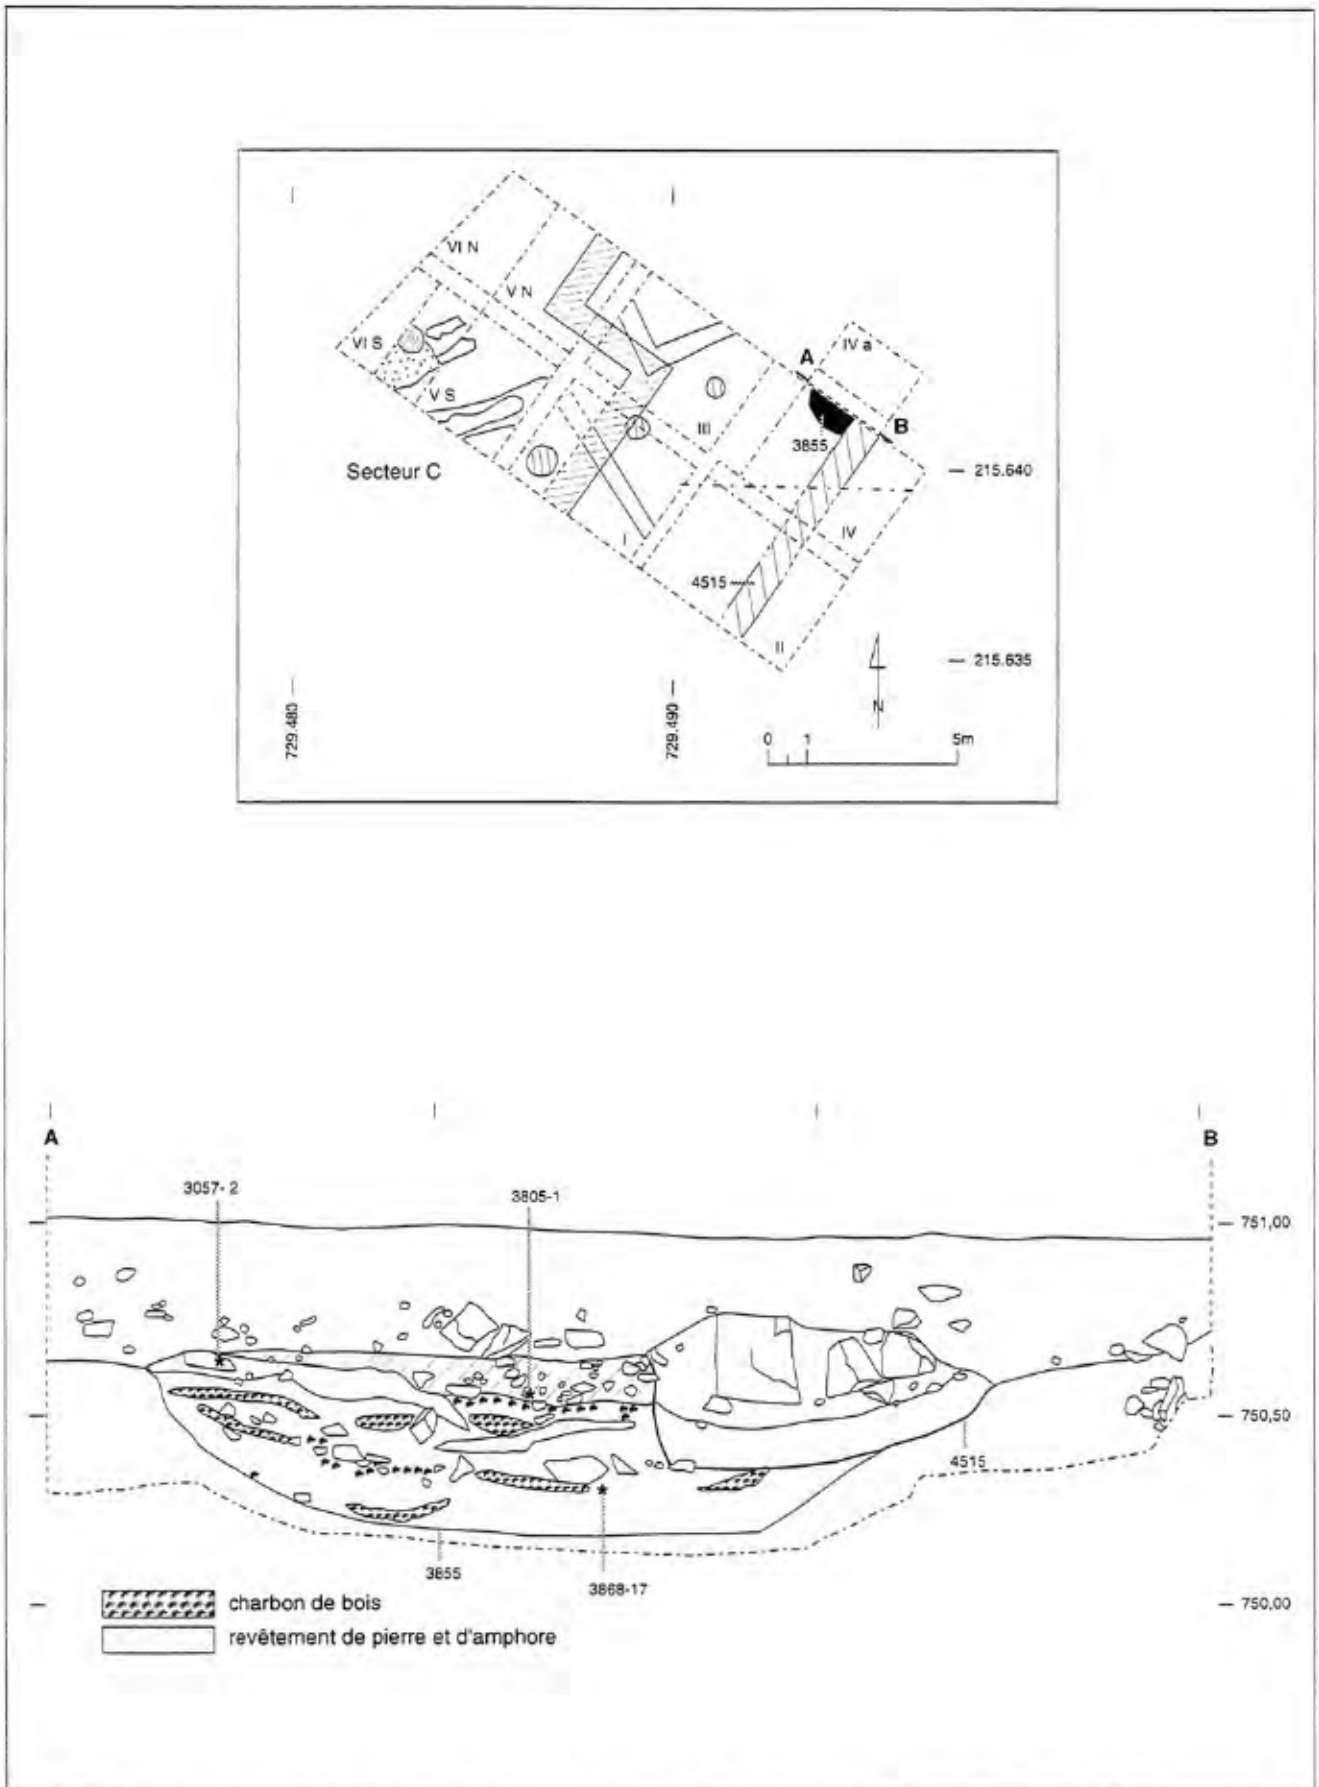 VI N
V N
VI S
V S
A
IV a
B
III
3855
Secteur C
215.640
I
IV
4515
II
215.635
N
729.480
729.490
0 1 5m
A
B
3057-2
3805-1
751,00
750,50
4515
3855
3868-17
750,00
charbon de bois
revêtement de pierre et d'amphore